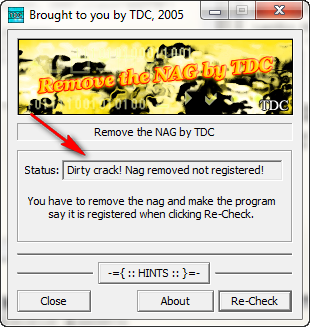 Brought to you by TDC, 2005
Remove the NAG by TDC
TDC
Remove the NAG by TDC
Status: Dirty crack! Nag removed not registered!
You have to remove the nag and make the program
say it is registered when clicking Re-Check.
-={ :: HINTS :: }=-
Close About Re-Check